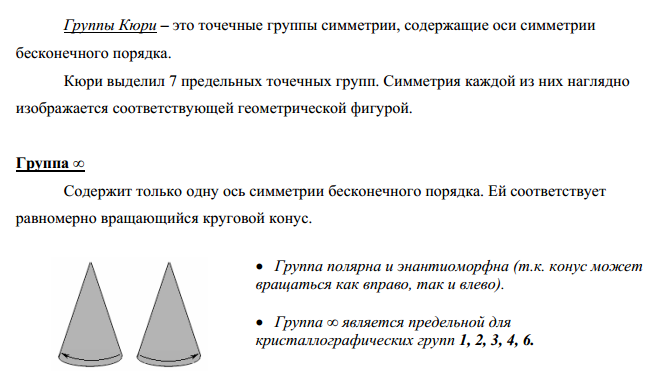 Группы Кюри – это точечные группы симметрии, содержащие оси симметрии
бесконечного порядка.
Кюри выделил 7 предельных точечных групп. Симметрия каждой из них наглядно
изображается соответствующей геометрической фигурой.
Группа ∞
Содержит только одну ось симметрии бесконечного порядка. Ей соответствует
равномерно вращающийся круговой конус.
• Группа полярна и энантиоморфна (т.к. конус может
вращаться как вправо, так и влево).
• Группа ∞ является предельной для
кристаллографических групп 1, 2, 3, 4, 6.